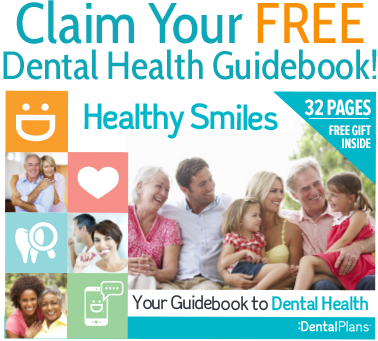 Claim Your FREE
Dental Health Guidebook!
Healthy Smiles
32 PAGES
FREE GIFT
INSIDE
Your Guidebook to Dental Health
:DentalPlans®